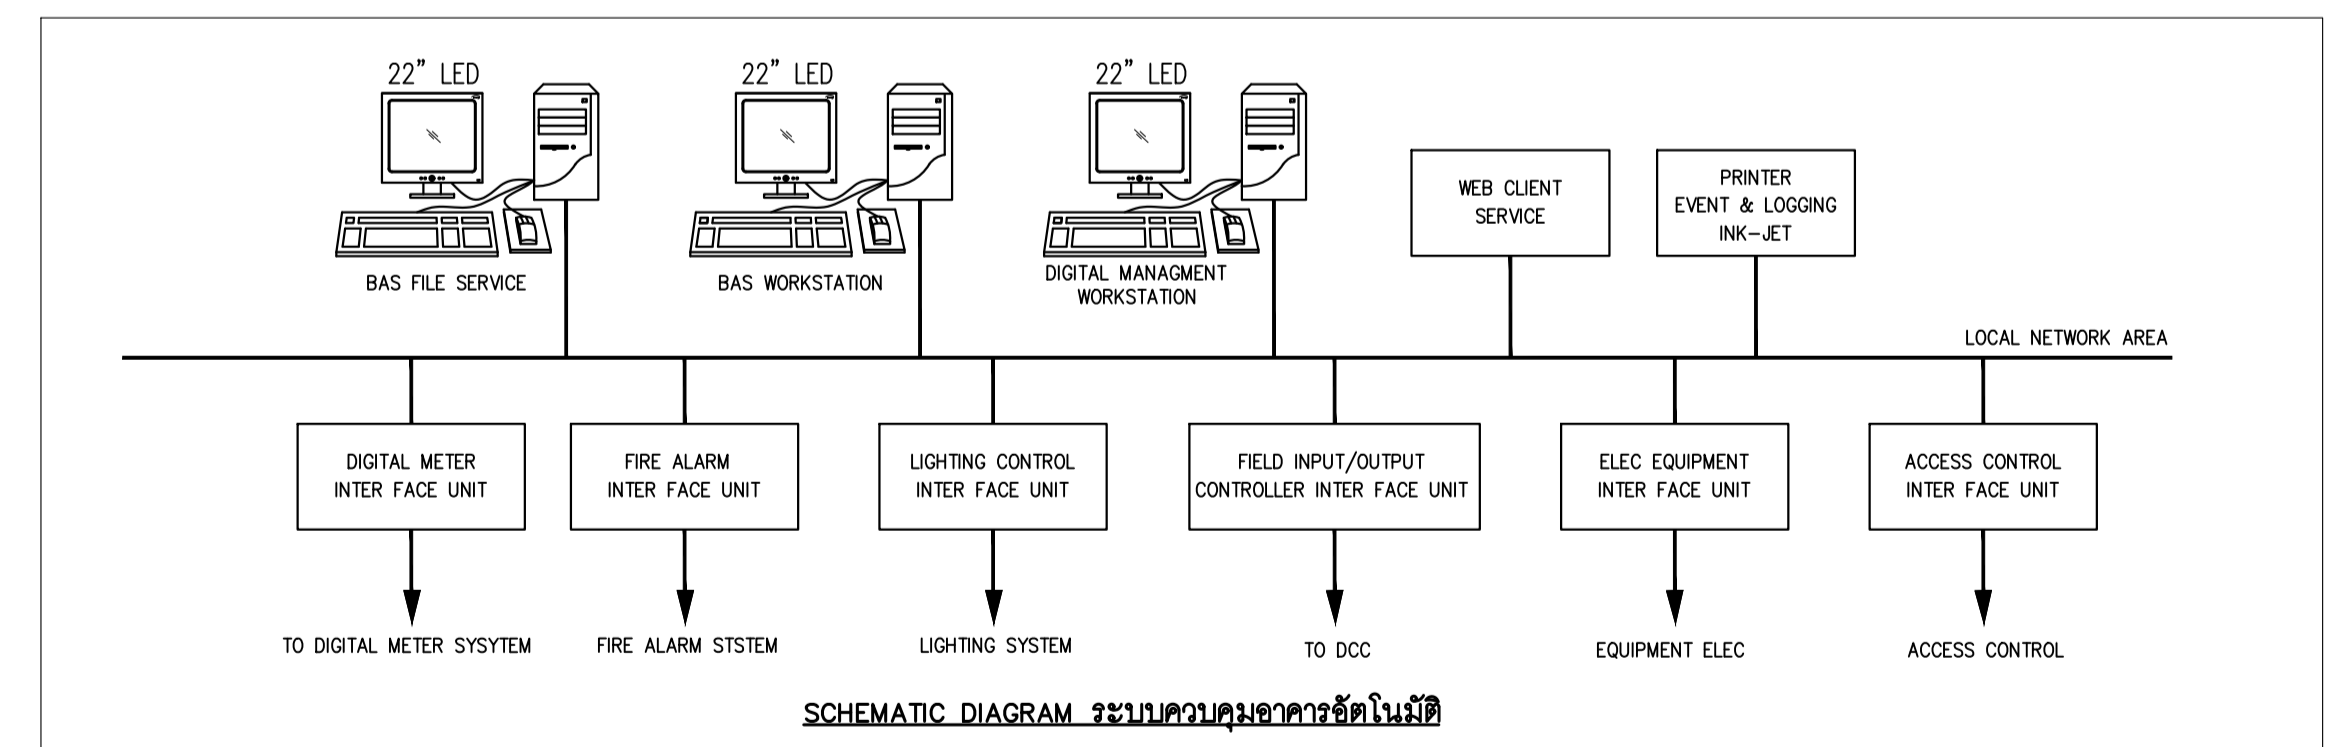 22” LED
22” LED
22” LED
BAS FILE SERVICE
BAS WORKSTATION
DIGITAL MANAGMENT
WORKSTATION
WEB CLIENT
SERVICE
PRINTER
EVENT & LOGGING
INK-JET
LOCAL NETWORK AREA
DIGITAL METER
INTER FACE UNIT
FIRE ALARM
INTER FACE UNIT
LIGHTING CONTROL
INTER FACE UNIT
FIELD INPUT/OUTPUT
CONTROLLER INTER FACE UNIT
ELEC EQUIPMENT
INTER FACE UNIT
ACCESS CONTROL
INTER FACE UNIT
TO DIGITAL METER SYSYTEM
FIRE ALARM STSTEM
LIGHTING SYSTEM
TO DCC
EQUIPMENT ELEC
ACCESS CONTROL
SCHEMATIC DIAGRAM ระบบควบคุมอาคารอัตโนมัติ